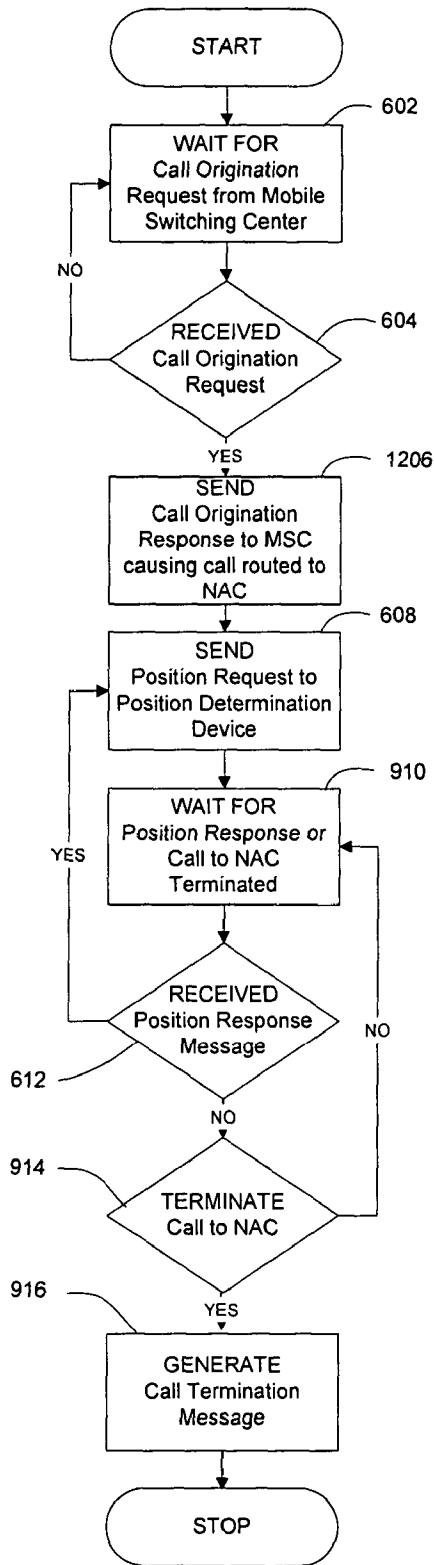 START
602
WAIT FOR
Call Origination
Request from Mobile
Switching Center
NO
604
RECEIVED
Call Origination
Request
YES
1206
SEND
Call Origination
Response to MSC
causing call routed to
NAC
608
SEND
Position Request to
Position Determination
Device
910
WAIT FOR
Position Response or
Call to NAC
Terminated
YES
RECEIVED
Position Response
Message
NO
612
NO
914
TERMINATE
Call to NAC
YES
916
GENERATE
Call Termination
Message
STOP